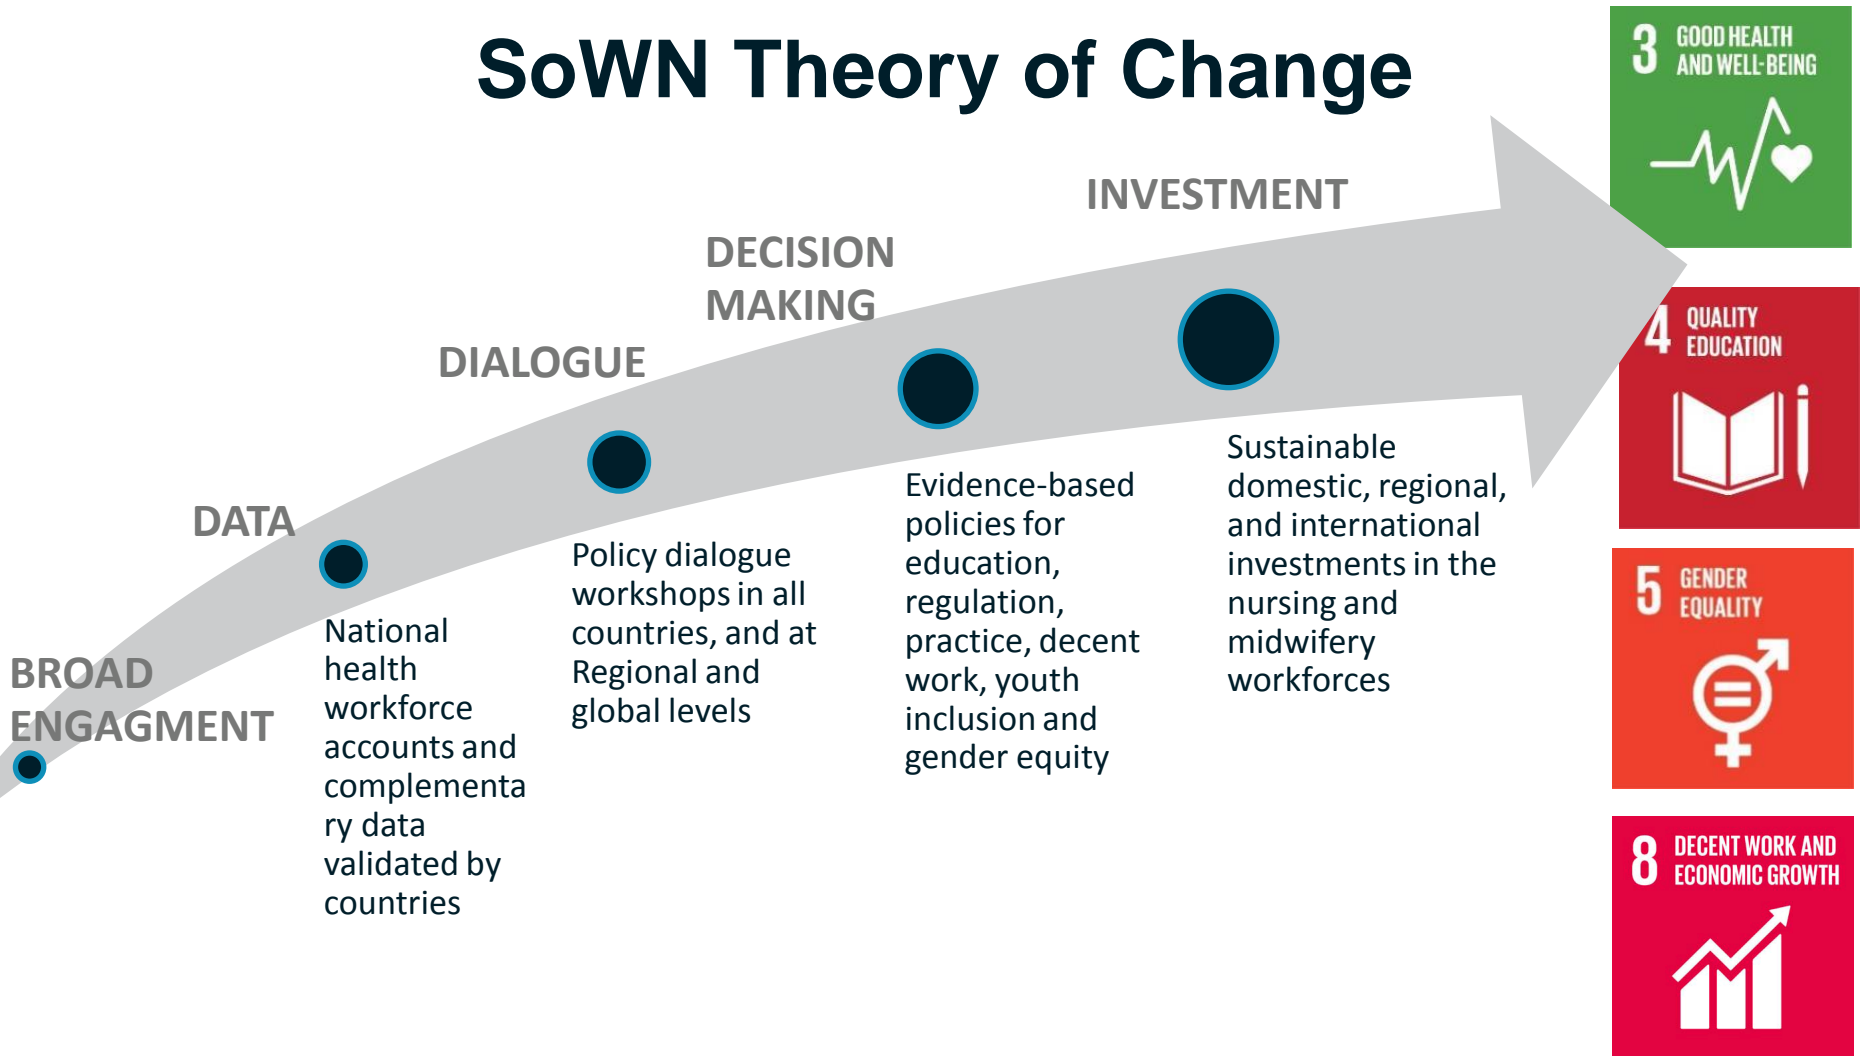 SoWN Theory of Change
BROAD
ENGAGMENT
DATA
National
health
workforce
accounts and
complementa
ry data
validated by
countries
DIALOGUE
Policy dialogue
workshops in all
countries, and at
Regional and
global levels
DECISION
MAKING
Evidence-based
policies for
education,
regulation,
practice, decent
work, youth
inclusion and
gender equity
INVESTMENT
Sustainable
domestic, regional,
and international
investments in the
nursing and
midwifery
workforces
3 GOOD HEALTH
AND WELL-BEING
4 QUALITY
EDUCATION
5 GENDER
EQUALITY
8 DECENT WORK AND
ECONOMIC GROWTH